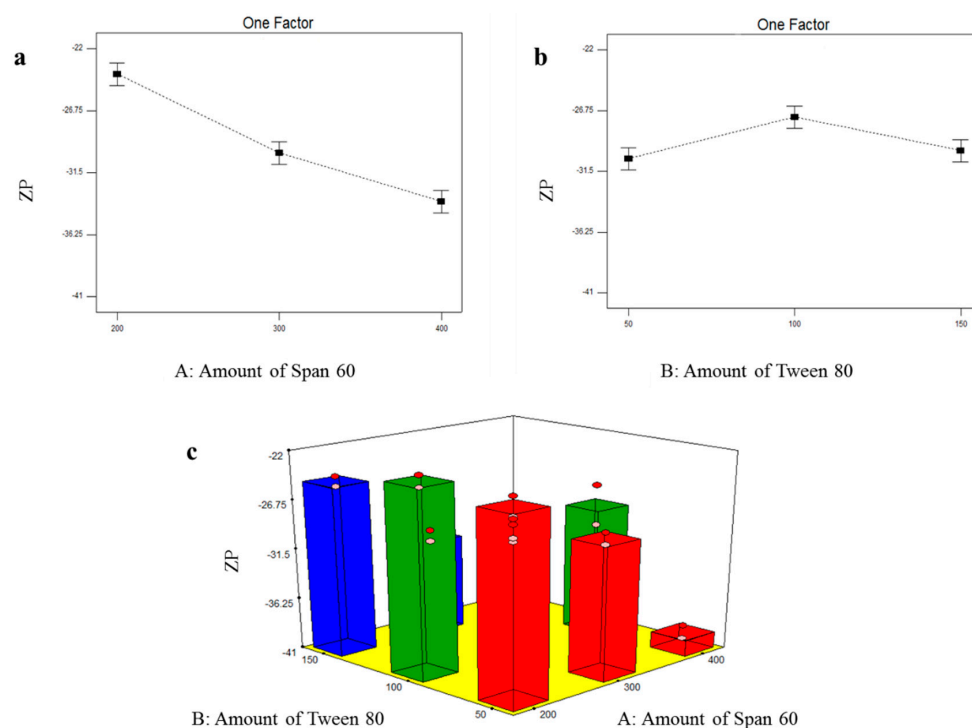 One Factor
a
-22
-26.75
-31.5
-36.25
-41
ZP
200
300
400
A: Amount of Span 60
One Factor
b
-22
-26.75
-31.5
-36.25
-41
ZP
50
100
150
B: Amount of Tween 80
c
-22
-26.75
-31.5
-36.25
-41
ZP
150
100
50
200
300
400
B: Amount of Tween 80
A: Amount of Span 60